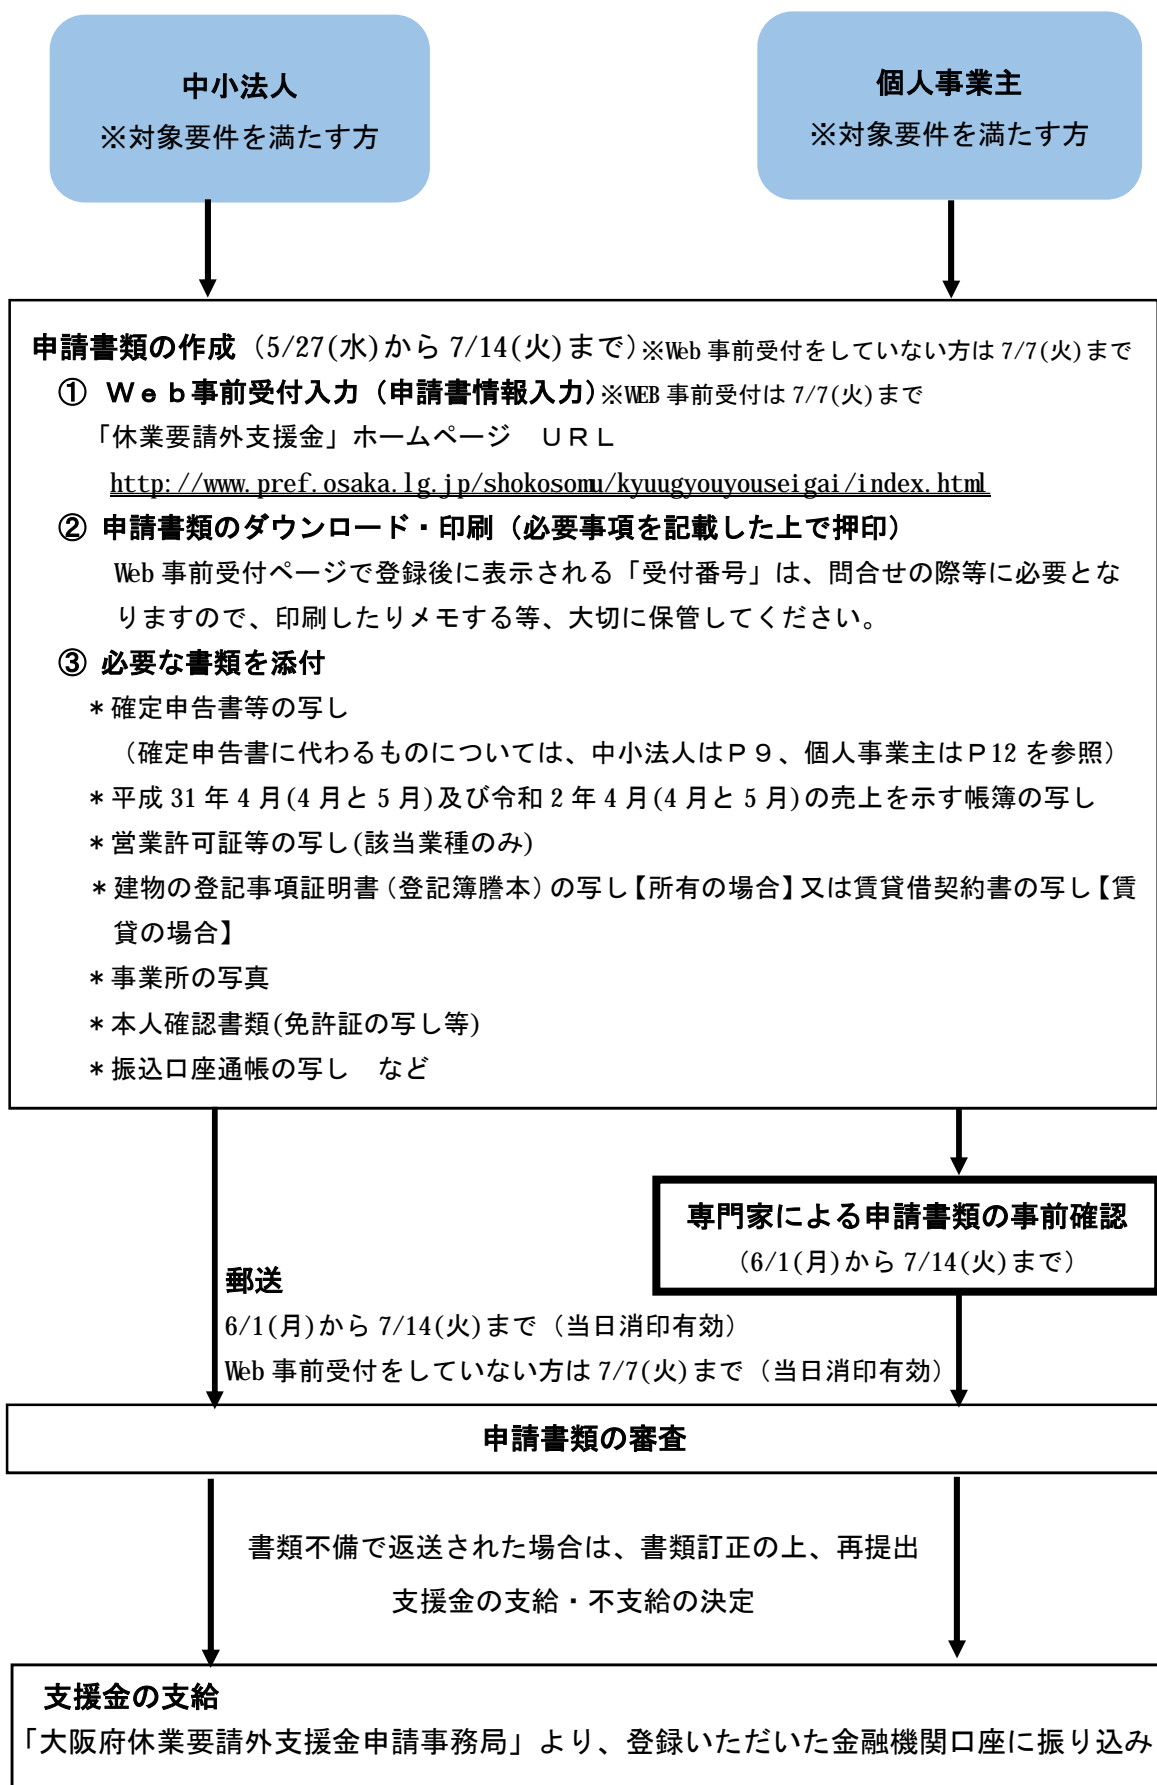 中小法人
※対象要件を満たす方
個人事業主
※対象要件を満たす方
申請書類の作成（5/27(水)から 7/14(火)まで）※Web 事前受付をしていない方は 7/7(火)まで
① Ｗｅｂ事前受付入力（申請書情報入力）※WEB 事前受付は 7/7(火)まで
「休業要請外支援金」ホームページ　ＵＲＬ
http://www.pref.osaka.lg.jp/shokosomu/kyuugyouyouseigai/index.html
② 申請書類のダウンロード・印刷（必要事項を記載した上で押印）
Web 事前受付ページで登録後に表示される「受付番号」は、問合せの際等に必要とな
りますので、印刷したりメモする等、大切に保管してください。
③ 必要な書類を添付
＊確定申告書等の写し
（確定申告書に代わるものについては、中小法人はＰ９、個人事業主はＰ12 を参照）
＊平成 31 年 4 月(4 月と 5 月)及び令和 2 年 4 月(4 月と 5 月)の売上を示す帳簿の写し
＊営業許可証等の写し(該当業種のみ)
＊建物の登記事項証明書（登記簿謄本）の写し【所有の場合】又は賃貸借契約書の写し【賃
貸の場合】
＊事業所の写真
＊本人確認書類(免許証の写し等)
＊振込口座通帳の写し　など
専門家による申請書類の事前確認
（6/1(月)から 7/14(火)まで）
郵送
6/1(月)から 7/14(火)まで（当日消印有効）
Web 事前受付をしていない方は 7/7(火)まで（当日消印有効）
申請書類の審査
書類不備で返送された場合は、書類訂正の上、再提出
支援金の支給・不支給の決定
支援金の支給
「大阪府休業要請外支援金申請事務局」より、登録いただいた金融機関口座に振り込み